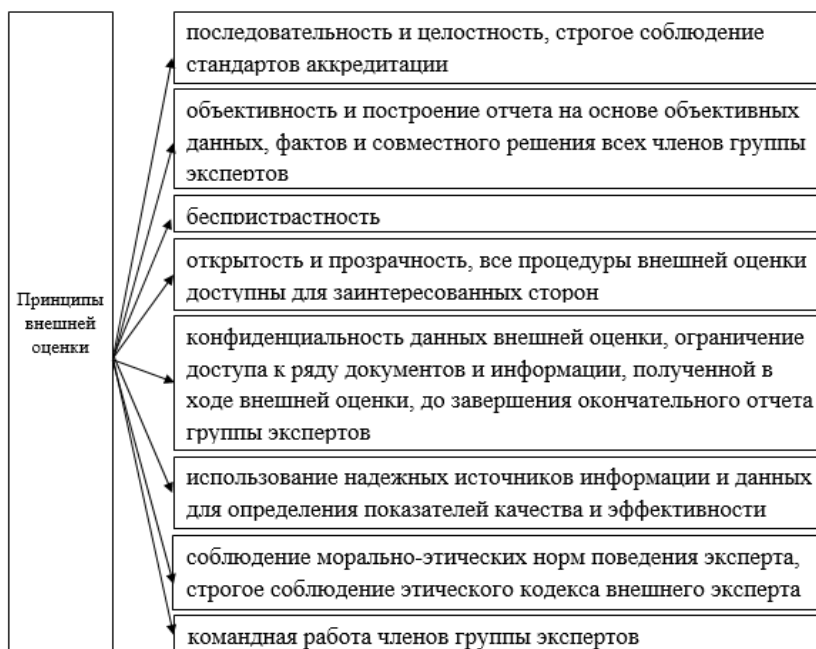 Принципы
внешней
оценки
последовательность и целостность, строгое соблюдение
стандартов аккредитации
объективность и построение отчета на основе объективных
данных, фактов и совместного решения всех членов группы
экспертов
беспристрастность
открытость и прозрачность, все процедуры внешней оценки
доступны для заинтересованных сторон
конфиденциальность данных внешней оценки, ограничение
доступа к ряду документов и информации, полученной в
ходе внешней оценки, до завершения окончательного отчета
группы экспертов
использование надежных источников информации и данных
для определения показателей качества и эффективности
соблюдение морально-этических норм поведения эксперта,
строгое соблюдение этического кодекса внешнего эксперта
командная работа членов группы экспертов